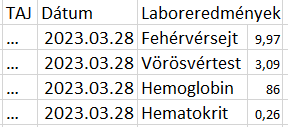 TAJ Dátum Laboreredmények
... 2023.03.28 Fehérvérsejt 9,97
... 2023.03.28 Vörösvértest 3,09
... 2023.03.28 Hemoglobin 86
... 2023.03.28 Hematokrit 0,26